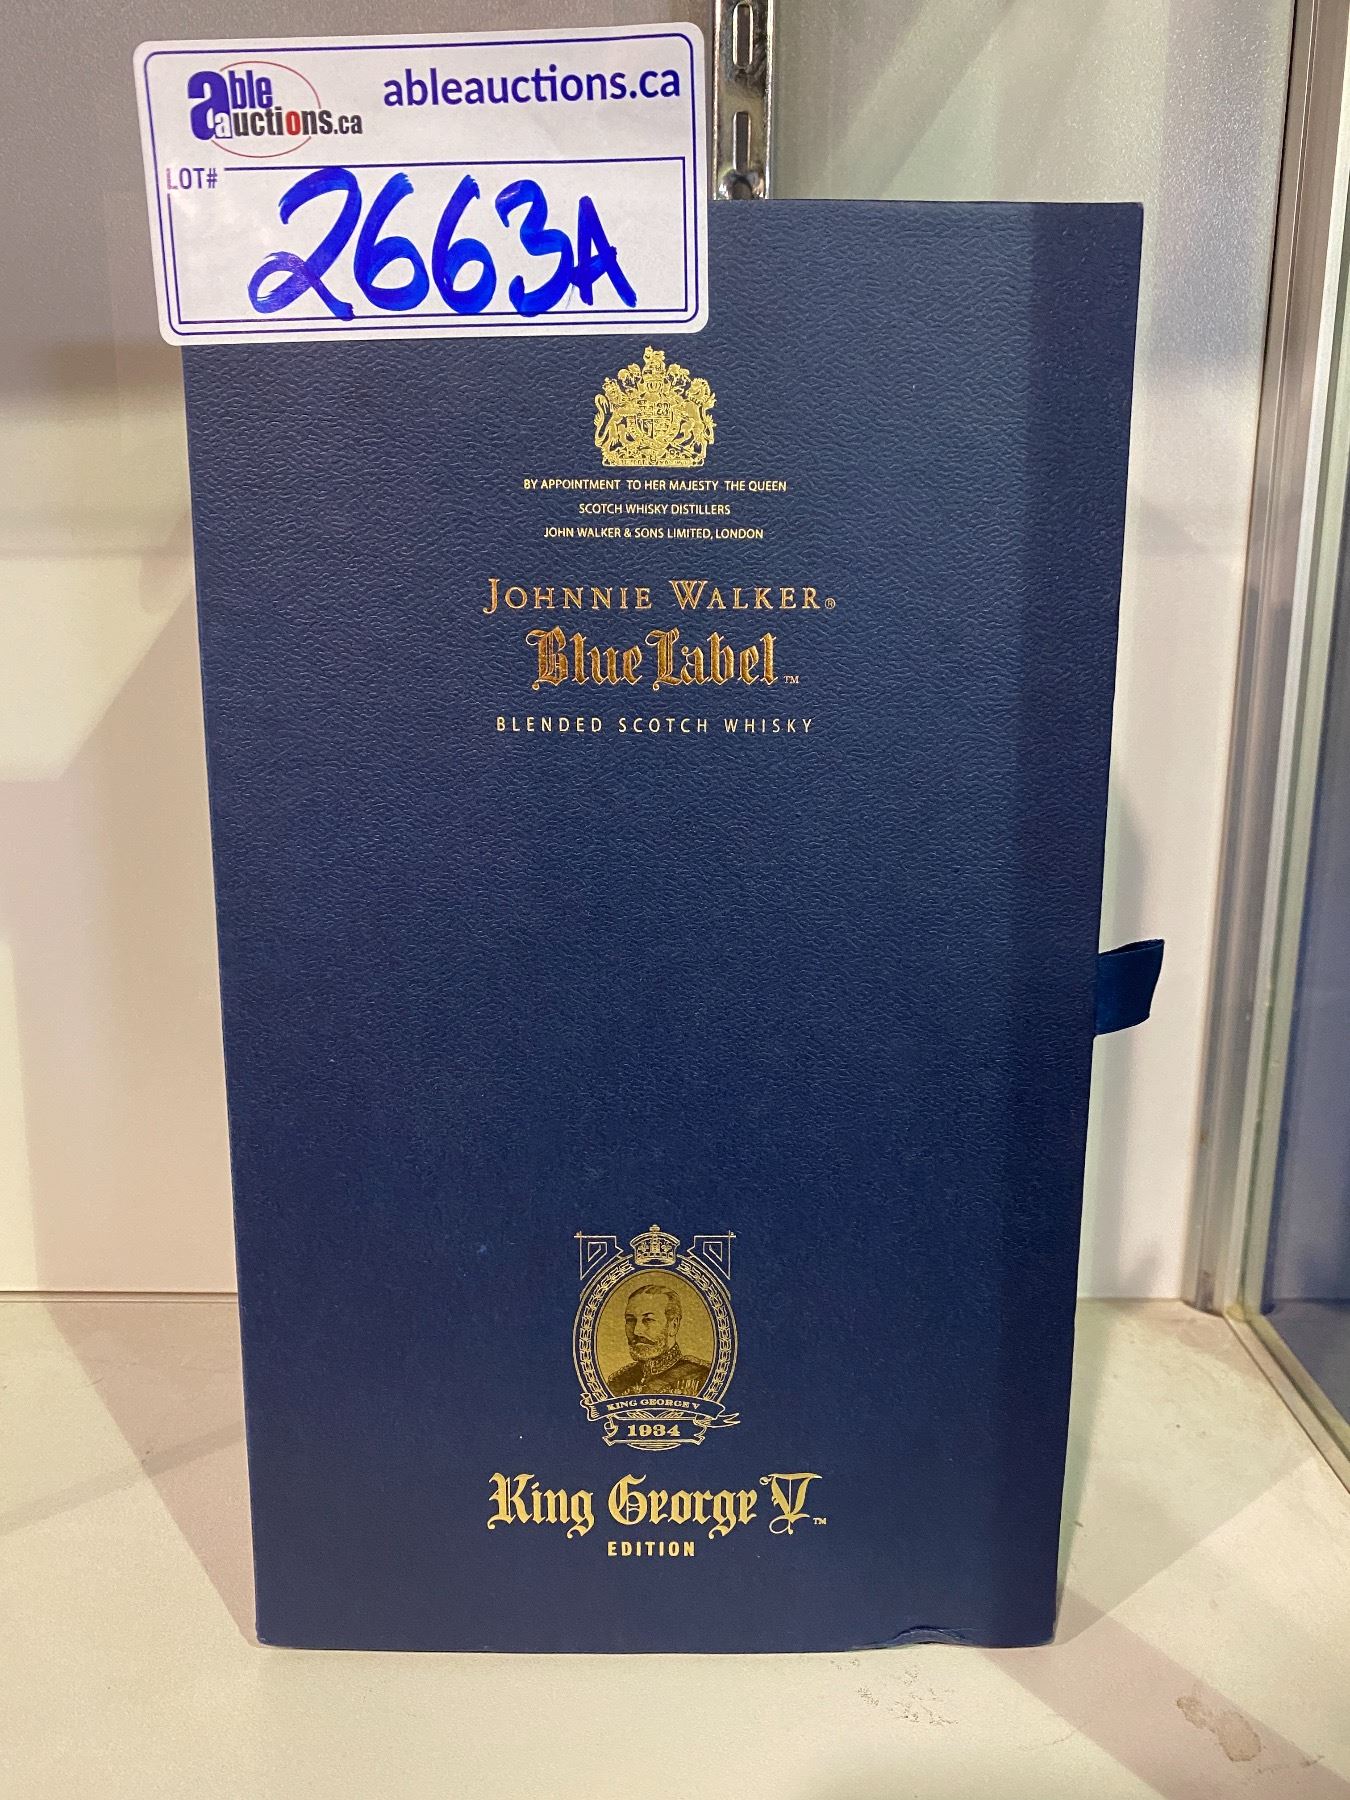 able auctions.ca
ableauctions.ca
LOT#
2663A
BY APPOINTMENT TO HER MAJESTY THE QUEEN
SCOTCH WHISKY DISTILLERS
JOHN WALKER & SONS LIMITED, LONDON
JOHNNIE WALKER®
Blue Label™
BLENDED SCOTCH WHISKY
KING GEORGE V
1934
King George V™
EDITION